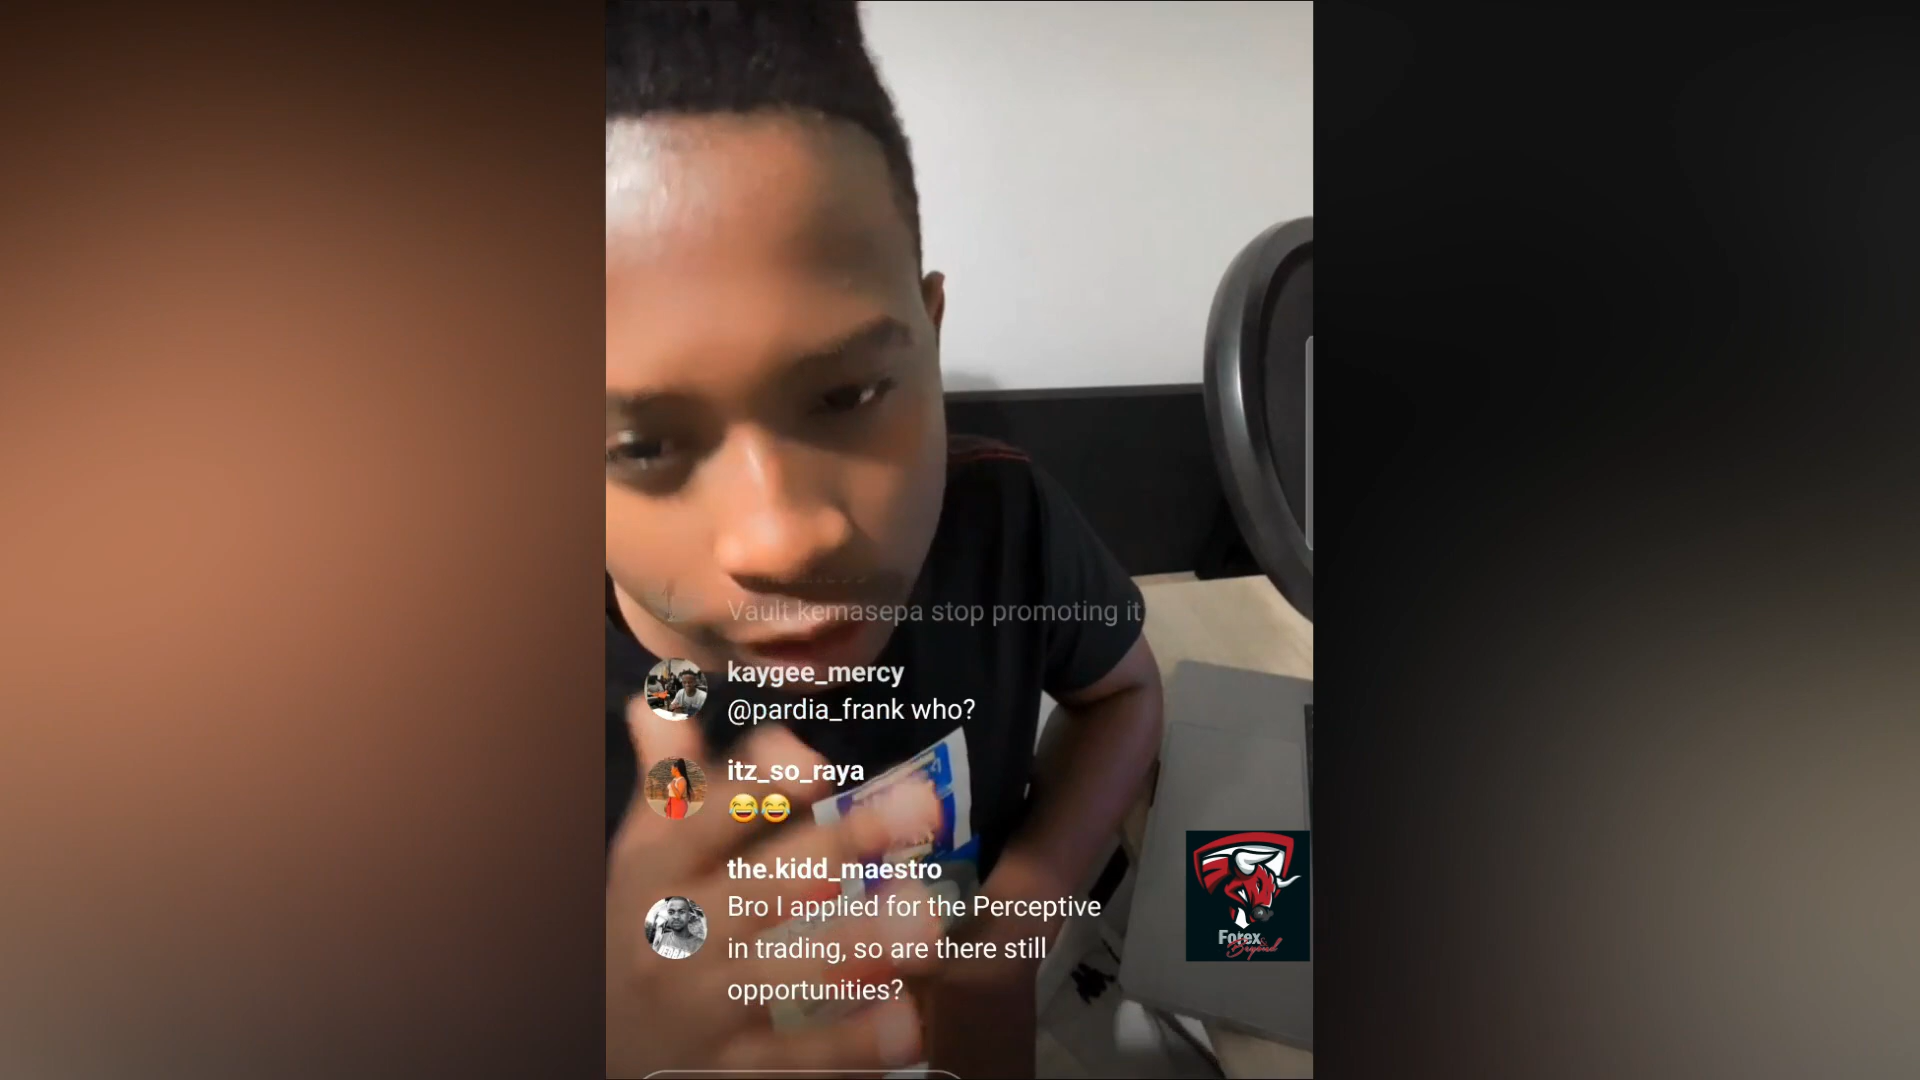 Vault kemasepa stop promoting it
kaygee_mercy
@pardia_frank who?
itz_so_raya
😂😂
the.kidd_maestro
Bro I applied for the Perceptive
in trading, so are there still
opportunities?
Forex &
Beyond